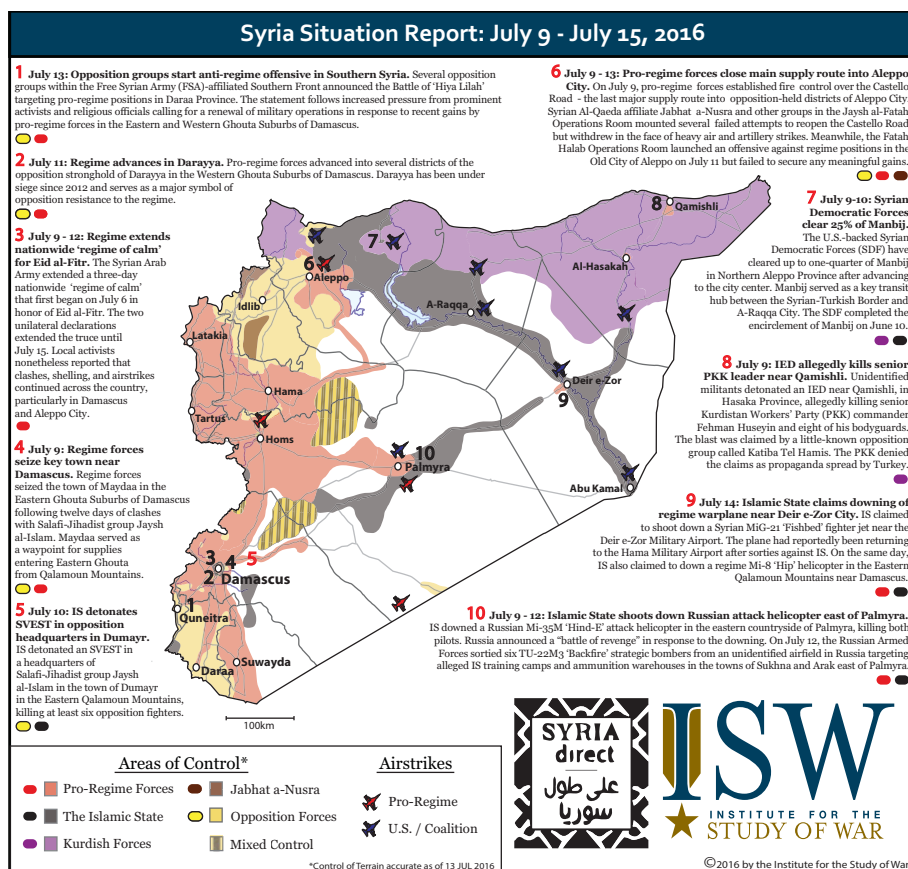 Syria Situation Report: July 9 - July 15, 2016
1 July 13: Opposition groups start anti-regime offensive in Southern Syria. Several opposition
groups within the Free Syrian Army (FSA)-affiliated Southern Front announced the Battle of 'Hiya Lilah'
targeting pro-regime positions in Daraa Province. The statement follows increased pressure from prominent
activists and religious officials calling for a renewal of military operations in response to recent gains by
pro-regime forces in the Eastern and Western Ghouta Suburbs of Damascus.
2 July 11: Regime advances in Darayya. Pro-regime forces advanced into several districts of the
opposition stronghold of Darayya in the Western Ghouta Suburbs of Damascus. Darayya has been under
siege since 2012 and serves as a major symbol of
opposition resistance to the regime.
3 July 9 - 12: Regime extends
nationwide 'regime of calm'
for Eid al-Fitr. The Syrian Arab
Army extended a three-day
nationwide 'regime of calm'
that first began on July 6 in
honor of Eid al-Fitr. The two
unilateral declarations
extended the truce until
July 15. Local activists
nonetheless reported that
clashes, shelling, and airstrikes
continued across the country,
particularly in Damascus
and Aleppo City.
4 July 9: Regime forces
seize key town near
Damascus. Regime forces
seized the town of Maydaa in the
Eastern Ghouta Suburbs of Damascus
following twelve days of clashes
with Salafi-Jihadist group Jaysh
al-Islam. Maydaa served as
a waypoint for supplies
entering Eastern Ghouta
from Qalamoun Mountains.
5 July 10: IS detonates
SVEST in opposition
headquarters in Dumayr.
IS detonated an SVEST in
a headquarters of
Salafi-Jihadist group Jaysh
al-Islam in the town of Dumayr
in the Eastern Qalamoun Mountains,
killing at least six opposition fighters.
6 July 9 - 13: Pro-regime forces close main supply route into Aleppo
City. On July 9, pro-regime forces established fire control over the Castello
Road - the last major supply route into opposition-held districts of Aleppo City.
Syrian Al-Qaeda affiliate Jabhat a-Nusra and other groups in the Jaysh al-Fatah
Operations Room mounted several failed attempts to reopen the Castello Road
but withdrew in the face of heavy air and artillery strikes. Meanwhile, the Fatah
Halab Operations Room launched an offensive against regime positions in the
Old City of Aleppo on July 11 but failed to secure any meaningful gains.
7 July 9-10: Syrian
Democratic Forces
clear 25% of Manbij.
The U.S.-backed Syrian
Democratic Forces (SDF) have
cleared up to one-quarter of Manbij
in Northern Aleppo Province after advancing
to the city center. Manbij served as a key transit
hub between the Syrian-Turkish Border and
A-Raqqa City. The SDF completed the
encirclement of Manbij on June 10.
8 July 9: IED allegedly kills senior
PKK leader near Qamishli. Unidentified
militants detonated an IED near Qamishli, in
Hasaka Province, allegedly killing senior
Kurdistan Workers' Party (PKK) commander
Fehman Huseyin and eight of his bodyguards.
The blast was claimed by a little-known opposition
group called Katiba Tel Hamis. The PKK denied
the claims as propaganda spread by Turkey.
9 July 14: Islamic State claims downing of
regime warplane near Deir e-Zor City. IS claimed
to shoot down a Syrian MiG-21 'Fishbed' fighter jet near the
Deir e-Zor Military Airport. The plane had reportedly been returning
to the Hama Military Airport after sorties against IS. On the same day,
IS also claimed to down a regime Mi-8 'Hip' helicopter in the Eastern
Qalamoun Mountains near Damascus.
10 July 9 - 12: Islamic State shoots down Russian attack helicopter east of Palmyra.
IS downed a Russian Mi-35M 'Hind-E' attack helicopter in the eastern countryside of Palmyra, killing both
pilots. Russia announced a "battle of revenge" in response to the downing. On July 12, the Russian Armed
Forces sortied six TU-22M3 'Backfire' strategic bombers from an unidentified airfield in Russia targeting
alleged IS training camps and ammunition warehouses in the towns of Sukhna and Arak east of Palmyra.
8
Qamishli
7
6
Aleppo
Al-Hasakah
Idlib
A-Raqqa
Latakia
Deir e-Zor
9
Hama
Tartus
Homs
10
Palmyra
Abu Kamal
3
4
5
2
Damascus
1
Quneitra
Suwayda
Daraa
100km
Areas of Control*
Pro-Regime Forces
Jabhat a-Nusra
The Islamic State
Opposition Forces
Kurdish Forces
Mixed Control
Airstrikes
Pro-Regime
U.S. / Coalition
*Control of Terrain accurate as of 13 JUL 2016
SYRIA
direct
على طول
سوريا
ISW
INSTITUTE FOR THE
STUDY OF WAR
©2016 by the Institute for the Study of War